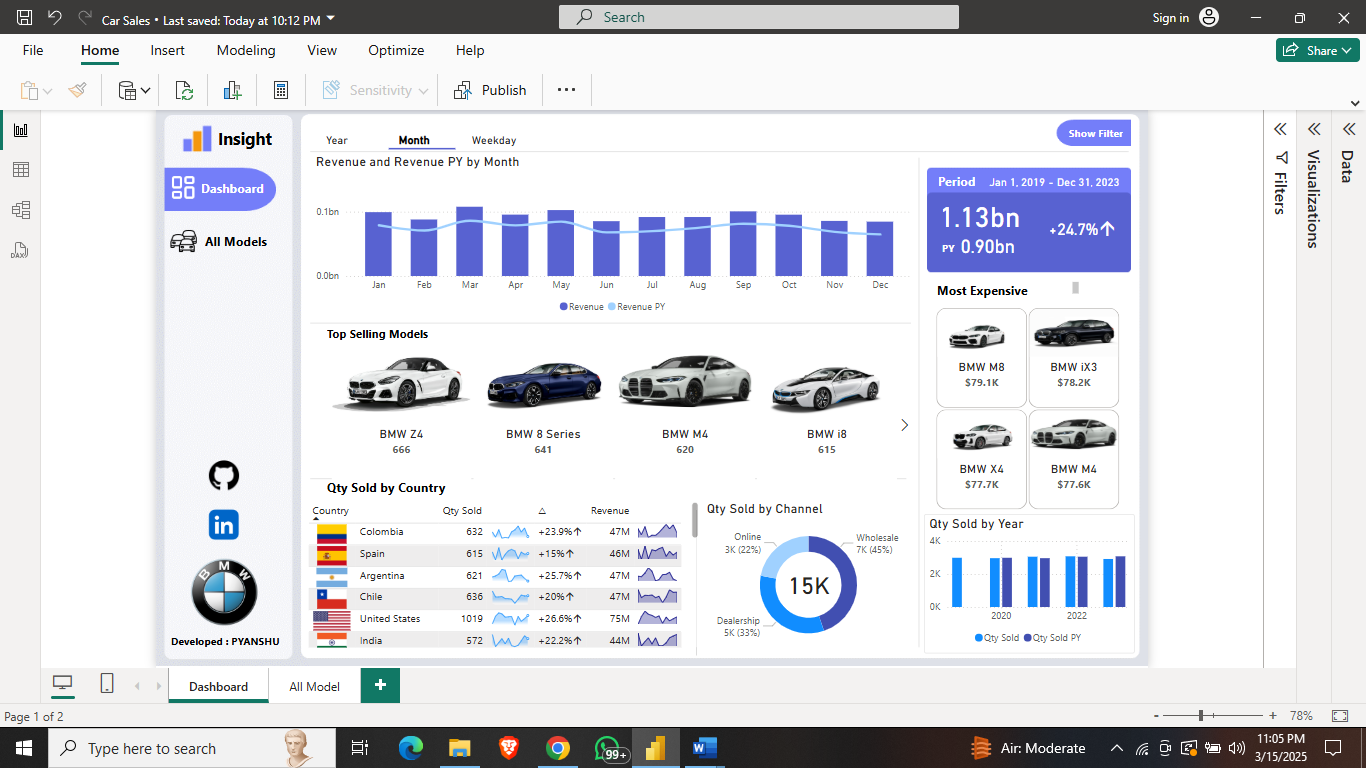 Car Sales • Last saved: Today at 10:12 PM
Search
Sign in
File Home Insert Modeling View Optimize Help
Share
Sensitivity
Publish
Insight
Dashboard
All Models
Developed : PYANSHU
BMW
in
Year Month Weekday
Show Filter
Revenue and Revenue PY by Month
0.1bn
0.0bn
Jan Feb Mar Apr May Jun Jul Aug Sep Oct Nov Dec
Revenue Revenue PY
Period Jan 1, 2019 - Dec 31, 2023
1.13bn
+24.7%↑
PY 0.90bn
Top Selling Models
BMW Z4 BMW 8 Series BMW M4 BMW i8
666 641 620 615
Most Expensive
BMW M8 BMW iX3
$79.1K $78.2K
BMW X4 BMW M4
$77.7K $77.6K
Qty Sold by Country
Country Qty Sold △ Revenue
Colombia 632 +23.9%↑ 47M
Spain 615 +15%↑ 46M
Argentina 621 +25.7%↑ 47M
Chile 636 +20%↑ 47M
United States 1019 +26.6%↑ 75M
India 572 +22.2%↑ 44M
Qty Sold by Channel
Online
3K (22%)
Wholesale
7K (45%)
15K
Dealership
5K (33%)
Qty Sold by Year
4K
2K
0K
2020 2022
Qty Sold Qty Sold PY
Filters
Visualizations
Data
DAX
Dashboard All Model +
Page 1 of 2
- + 78%
Type here to search
99+
Air: Moderate
11:05 PM
3/15/2025